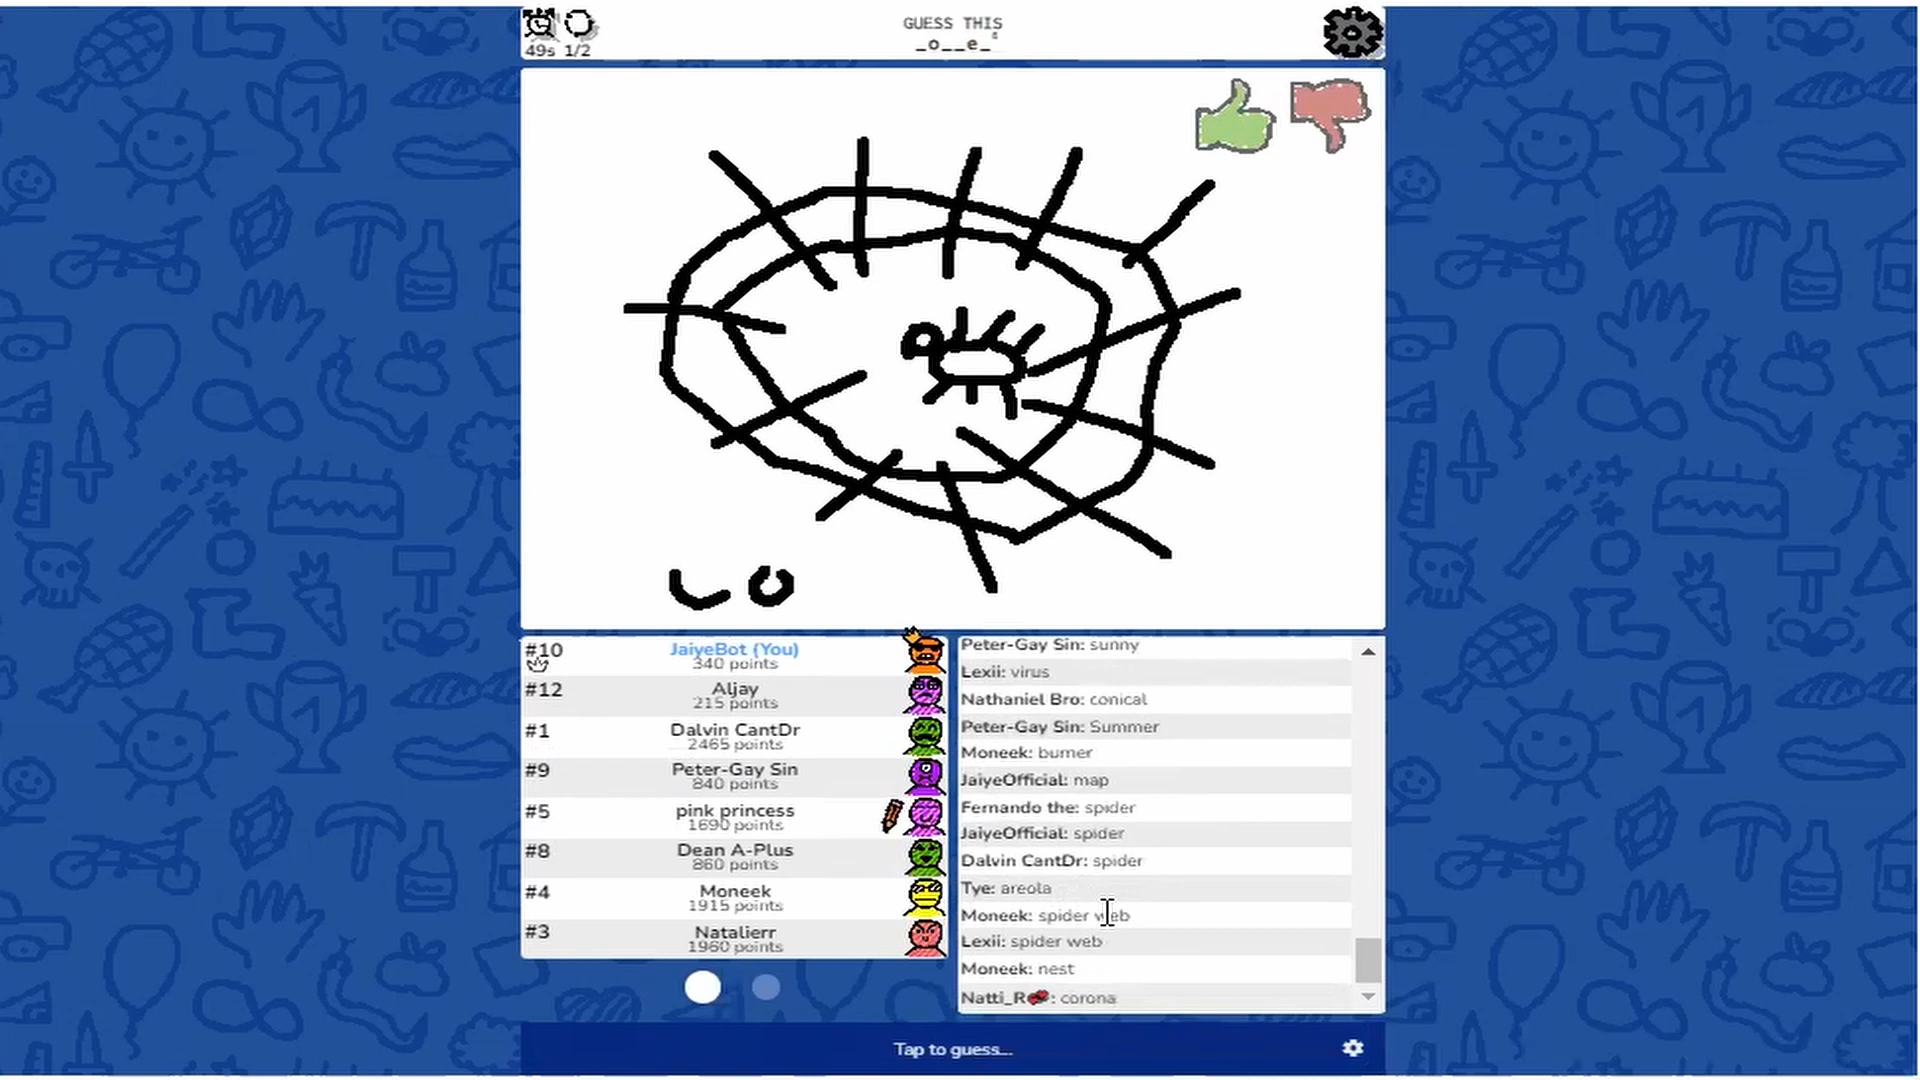 GUESS THIS
_o__e_ 6
49s 1/2
LO
#10 JaiyeBot (You)
340 points
#12 Aljay
215 points
#1 Dalvin CantDr
2465 points
#9 Peter-Gay Sin
840 points
#5 pink princess
1690 points
#8 Dean A-Plus
860 points
#4 Moneek
1915 points
#3 Natalierr
1960 points
Peter-Gay Sin: sunny
Lexii: virus
Nathaniel Bro: conical
Peter-Gay Sin: Summer
Moneek: burner
JaiyeOfficial: map
Fernando the: spider
JaiyeOfficial: spider
Dalvin CantDr: spider
Tye: areola
Moneek: spider web
Lexii: spider web
Moneek: nest
Natti_R💞: corona
Tap to guess...